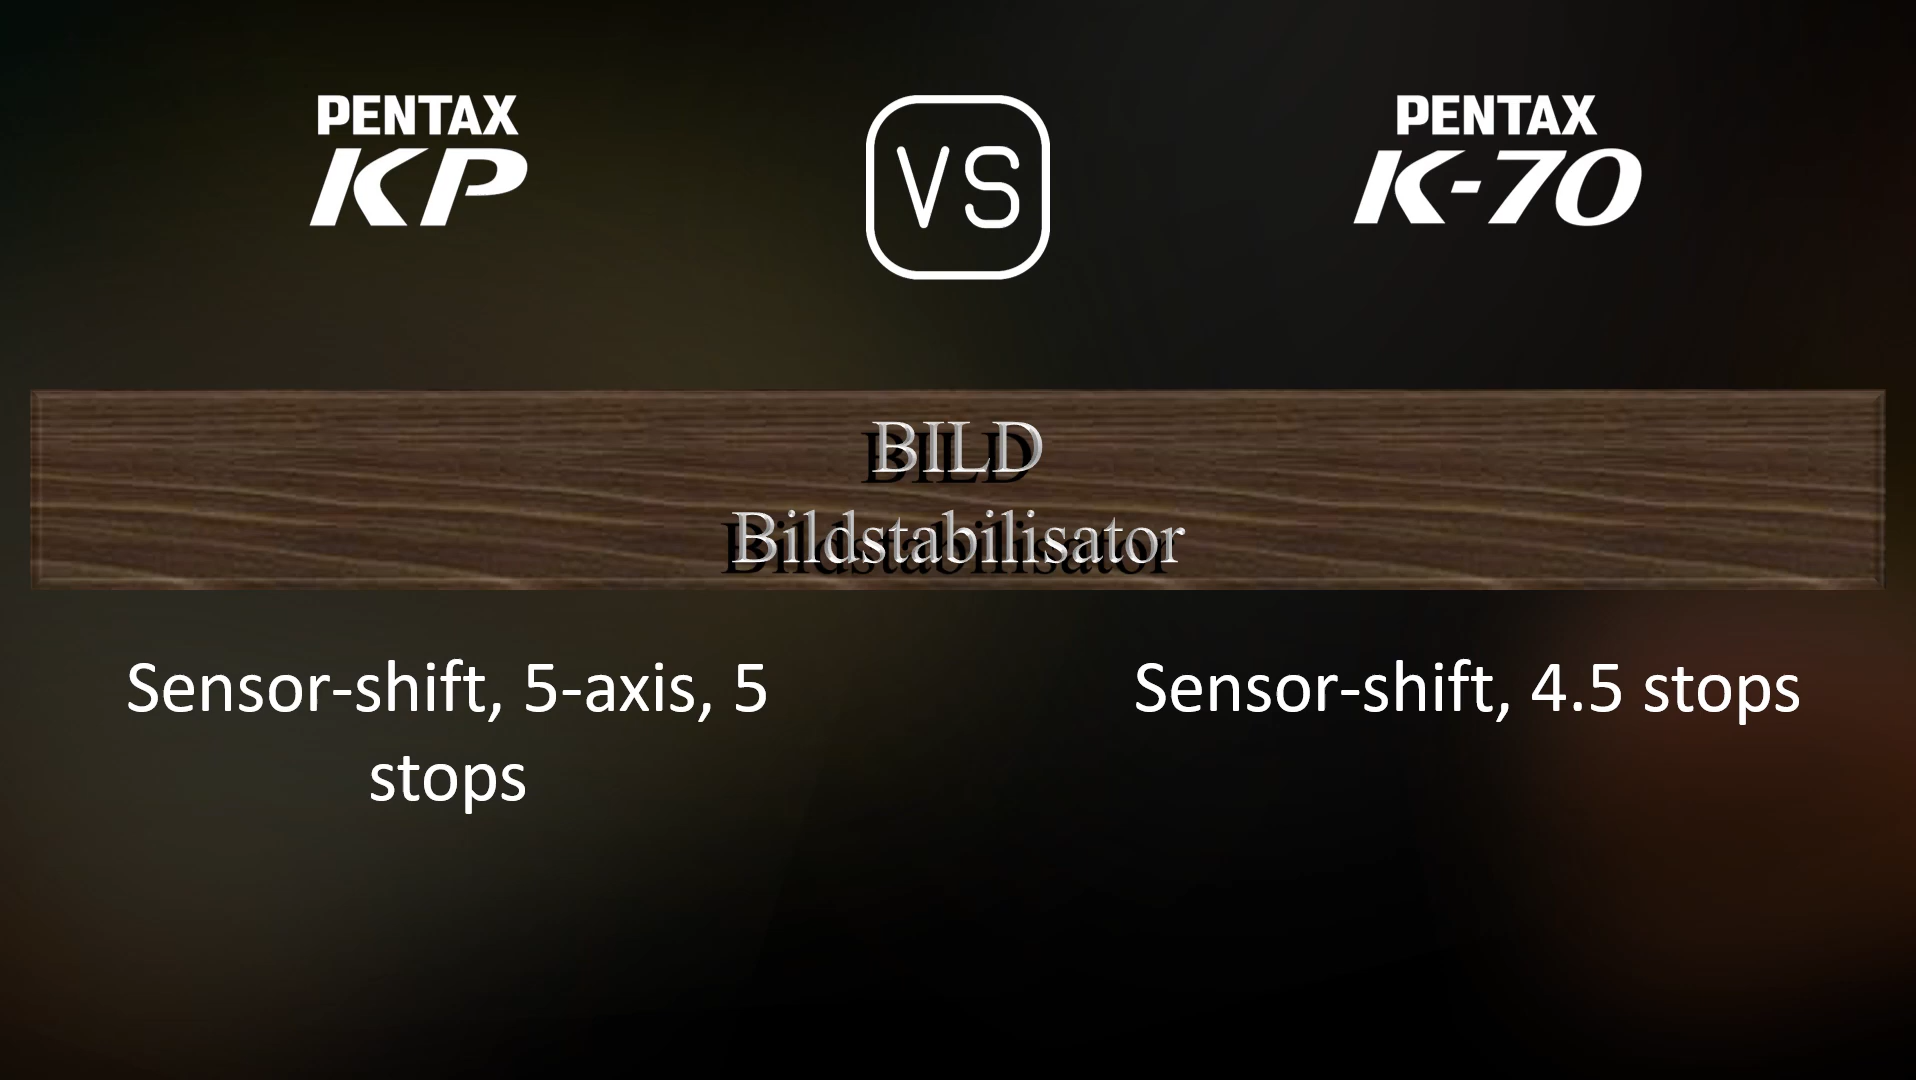 PENTAX
KP
VS
PENTAX
K-70
BILD
Bildstabilisator
Sensor-shift, 5-axis, 5
stops
Sensor-shift, 4.5 stops